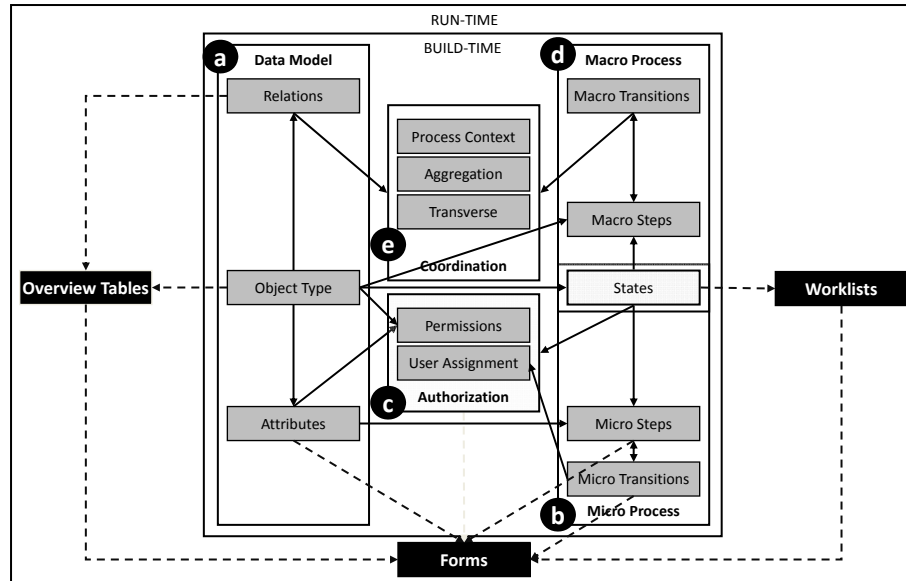 RUN-TIME
BUILD-TIME
a
Data Model
d
Macro Process
Relations
Macro Transitions
Process Context
Aggregation
Transverse
Macro Steps
e
Coordination
Overview Tables
Object Type
States
Worklists
Permissions
User Assignment
c
Authorization
Attributes
Micro Steps
Micro Transitions
b
Micro Process
Forms